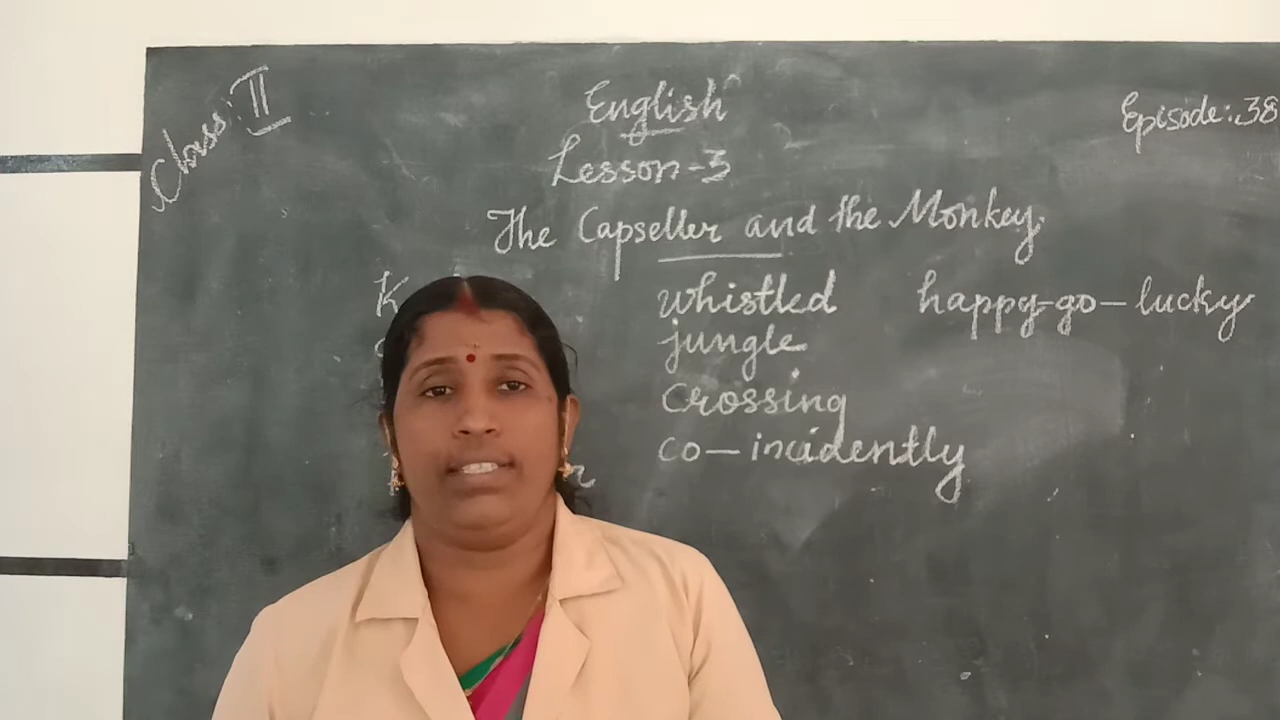 Class: II
English
Episode: 38
Lesson-3
The Capseller and the Monkey.
whistled happy-go-lucky
jungle
crossing
co-incidently